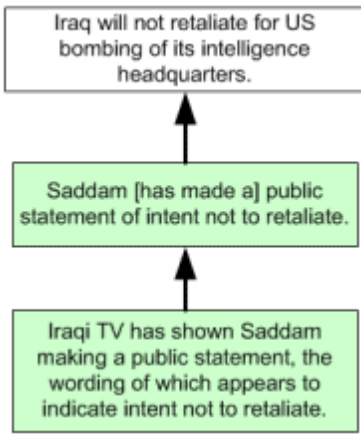 Iraq will not retaliate for US
bombing of its intelligence
headquarters.
Saddam [has made a] public
statement of intent not to retaliate.
Iraqi TV has shown Saddam
making a public statement, the
wording of which appears to
indicate intent not to retaliate.